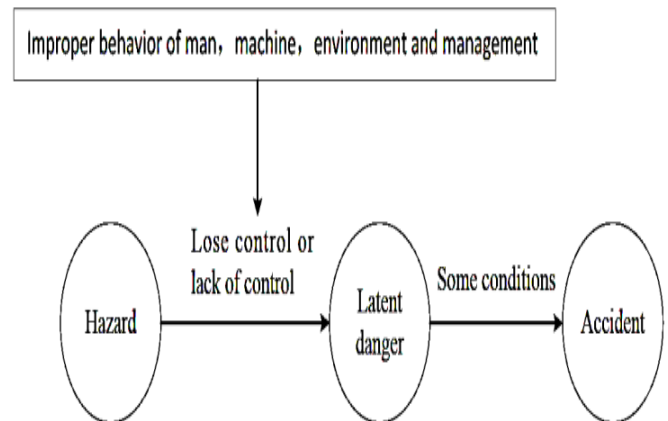 Improper behavior of man，machine，environment and management
Lose control or
lack of control
Some conditions
Hazard
Latent
danger
Accident